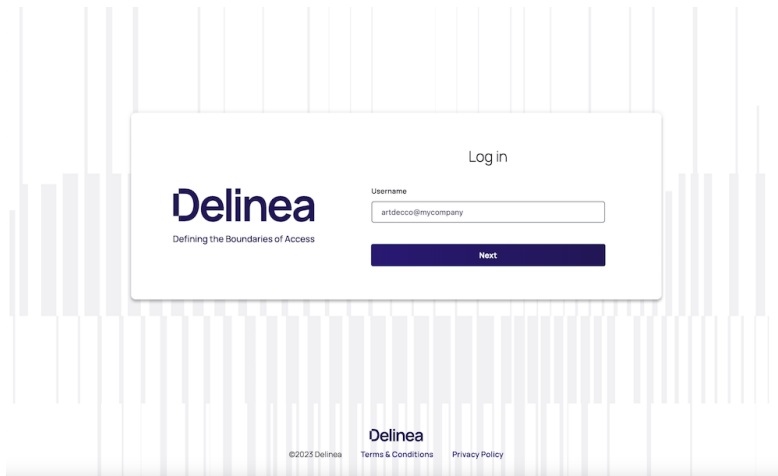 Delinea
Defining the Boundaries of Access
Log in
Username
artdecco@mycompany
Next
Delinea
©2023 Delinea Terms & Conditions Privacy Policy